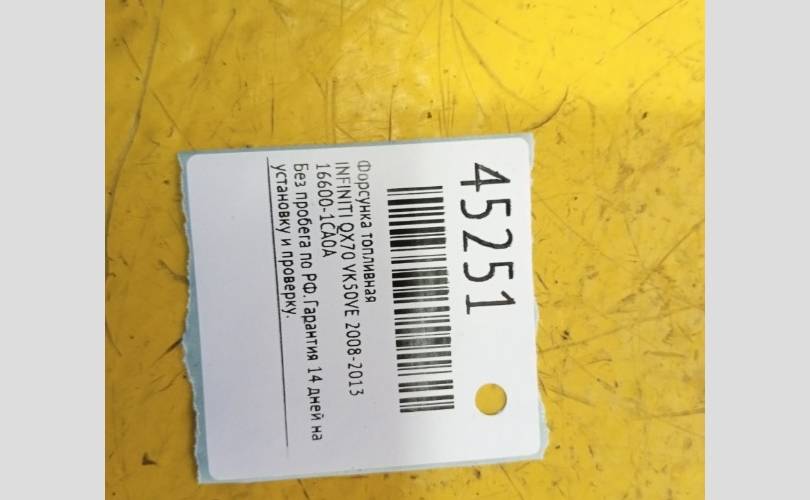 45251
Форсунка топливная
INFINITI QX70 VK50VE 2008-2013
16600-1CA0A
Без пробега по РФ. Гарантия 14 дней на
установку и проверку.